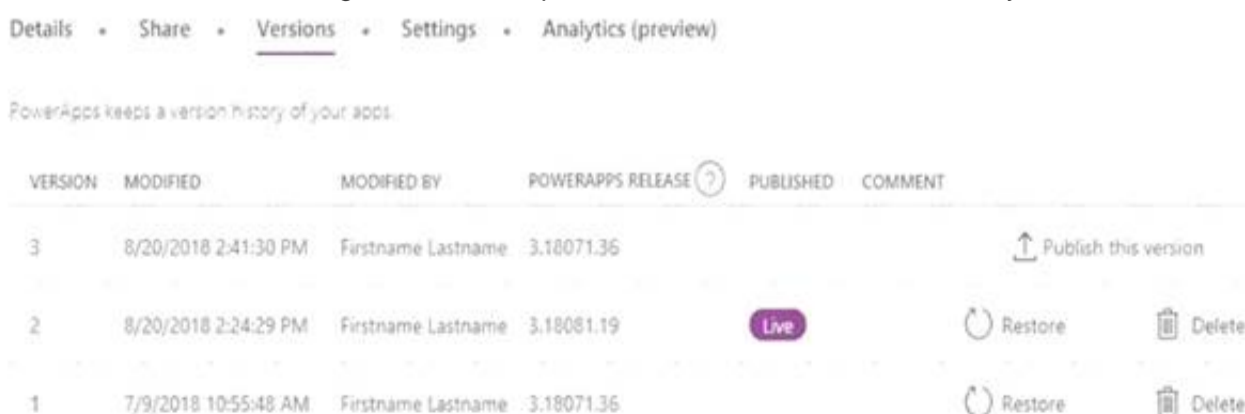 Details • Share • Versions • Settings • Analytics (preview)
PowerApps keeps a version history of your apps.
VERSION MODIFIED MODIFIED BY POWERAPPS RELEASE ? PUBLISHED COMMENT
3 8/20/2018 2:41:30 PM Firstname Lastname 3.18071.36 Publish this version
2 8/20/2018 2:24:29 PM Firstname Lastname 3.18081.19 Live Restore Delete
1 7/9/2018 10:55:48 AM Firstname Lastname 3.18071.36 Restore Delete